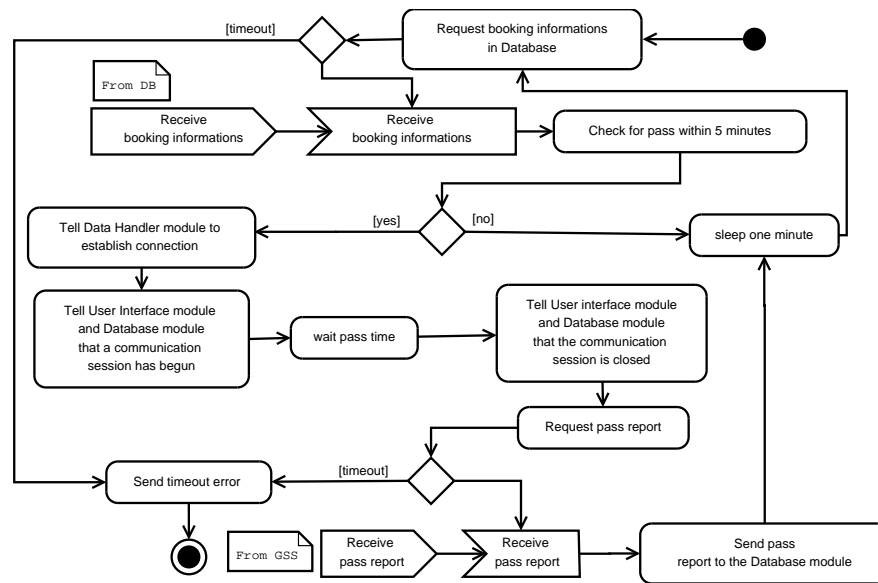 [timeout]
Request booking informations
in Database
From DB
Receive
booking informations
Receive
booking informations
Check for pass within 5 minutes
[yes]
[no]
Tell Data Handler module to
establish connection
sleep one minute
Tell User Interface module
and Database module
that a communication
session has begun
wait pass time
Tell User interface module
and Database module
that the communication
session is closed
Request pass report
[timeout]
Send timeout error
From GSS
Receive
pass report
Receive
pass report
Send pass
report to the Database module